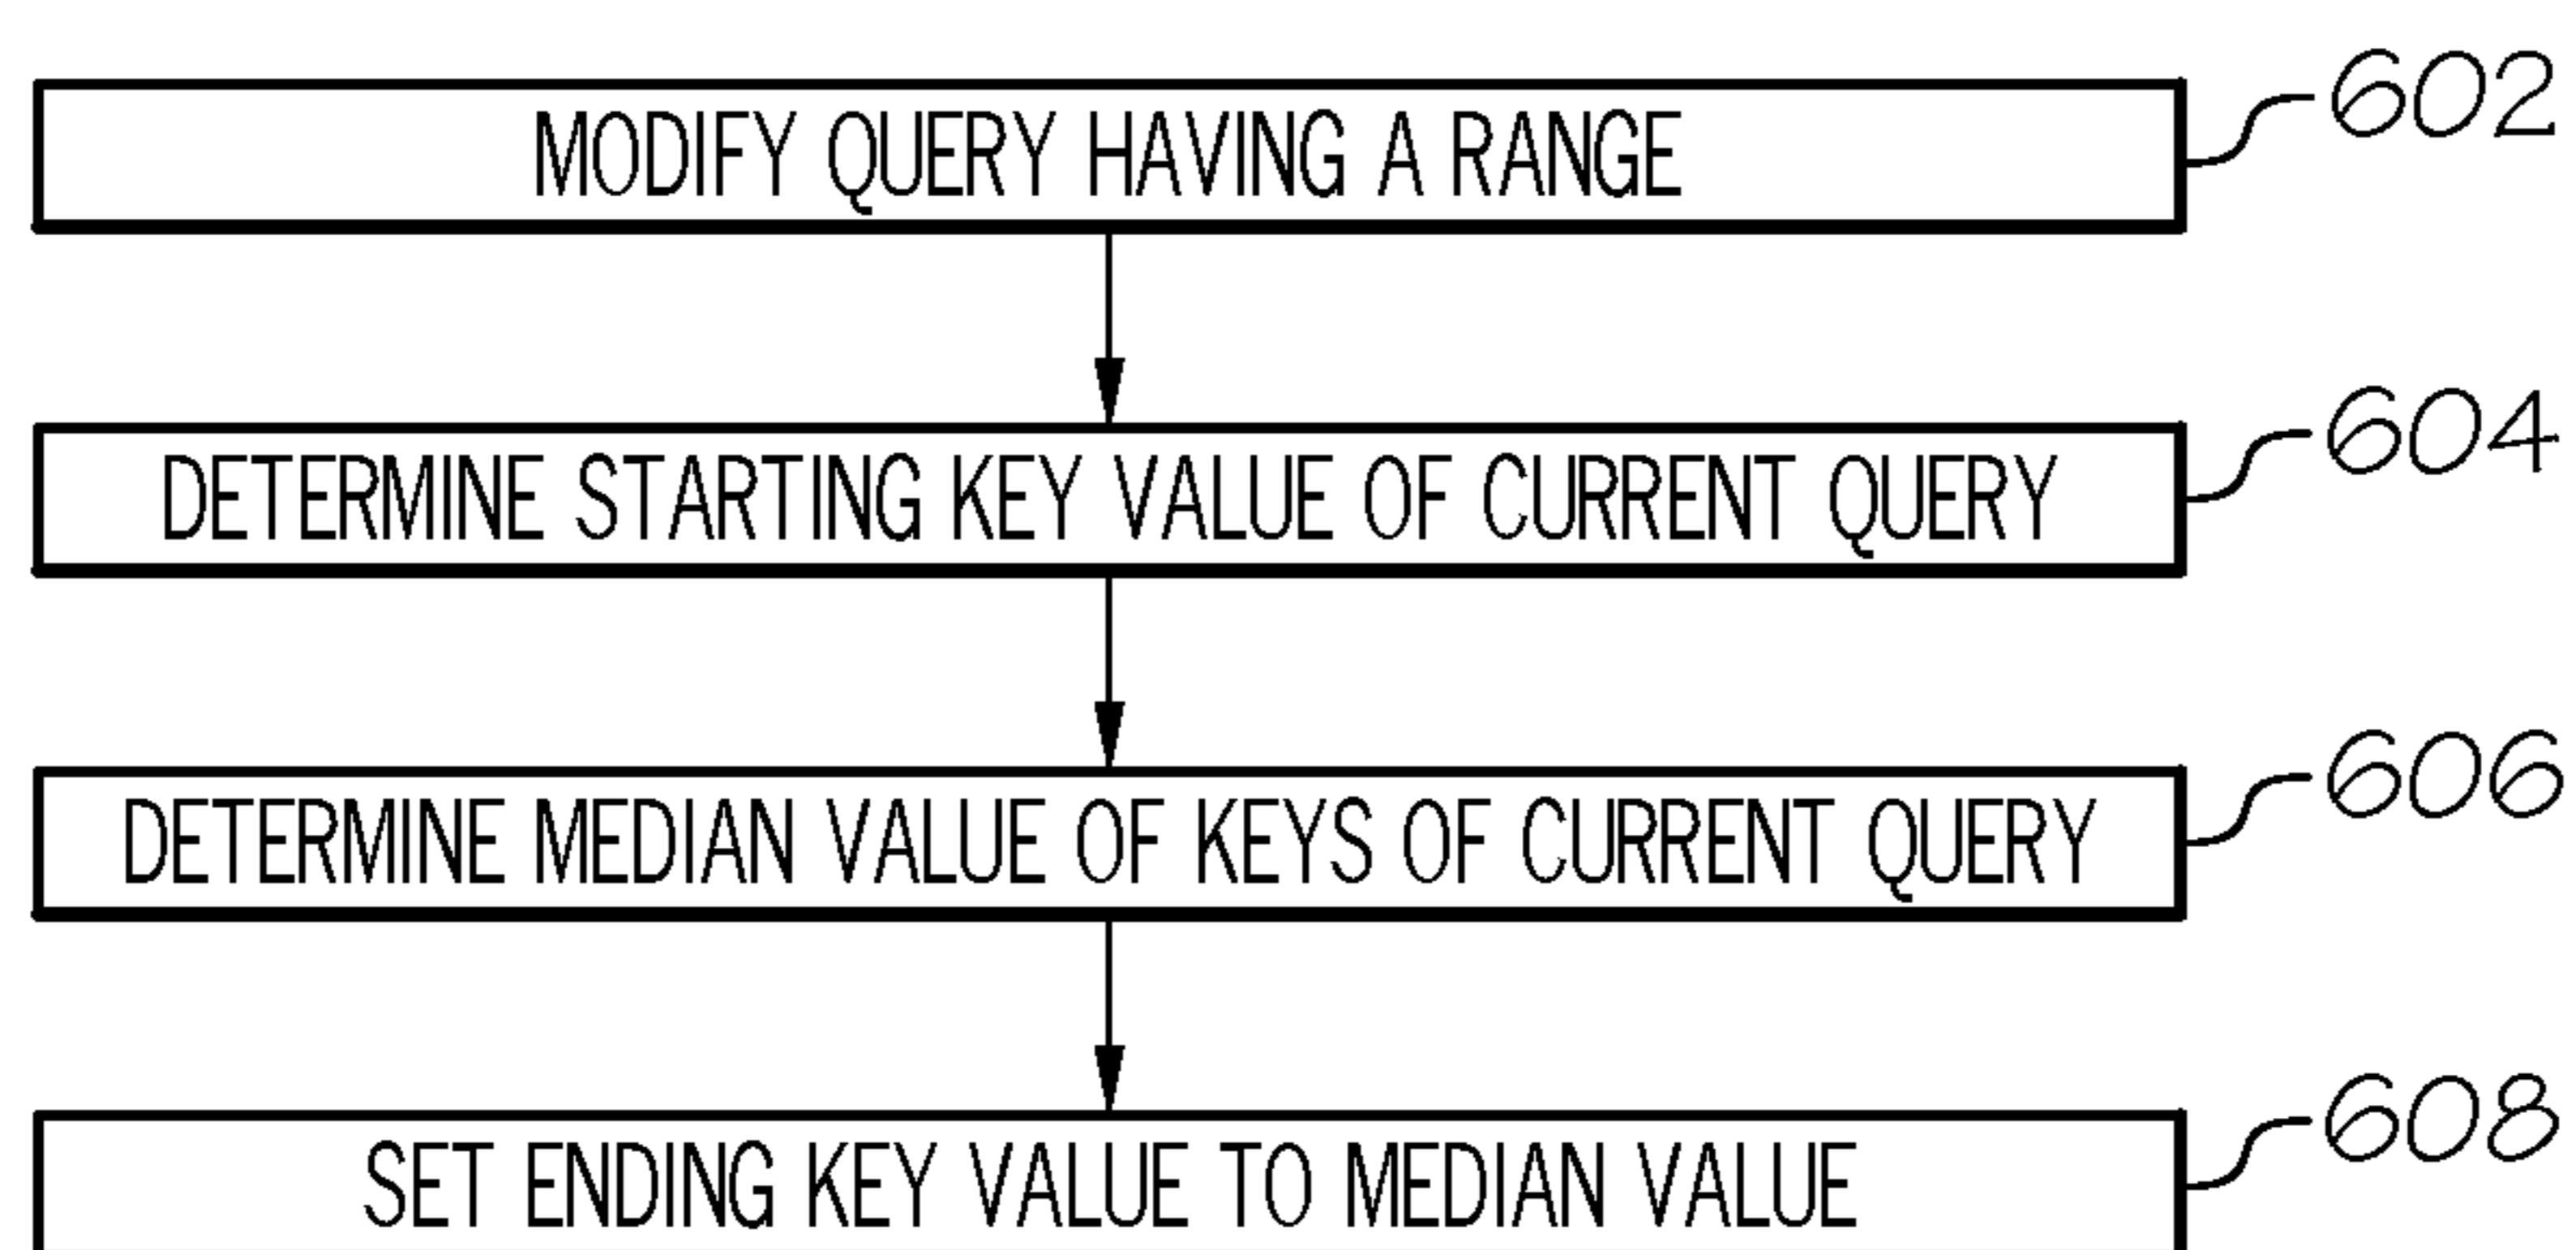 MODIFY QUERY HAVING A RANGE
602
DETERMINE STARTING KEY VALUE OF CURRENT QUERY
604
DETERMINE MEDIAN VALUE OF KEYS OF CURRENT QUERY
606
SET ENDING KEY VALUE TO MEDIAN VALUE
608